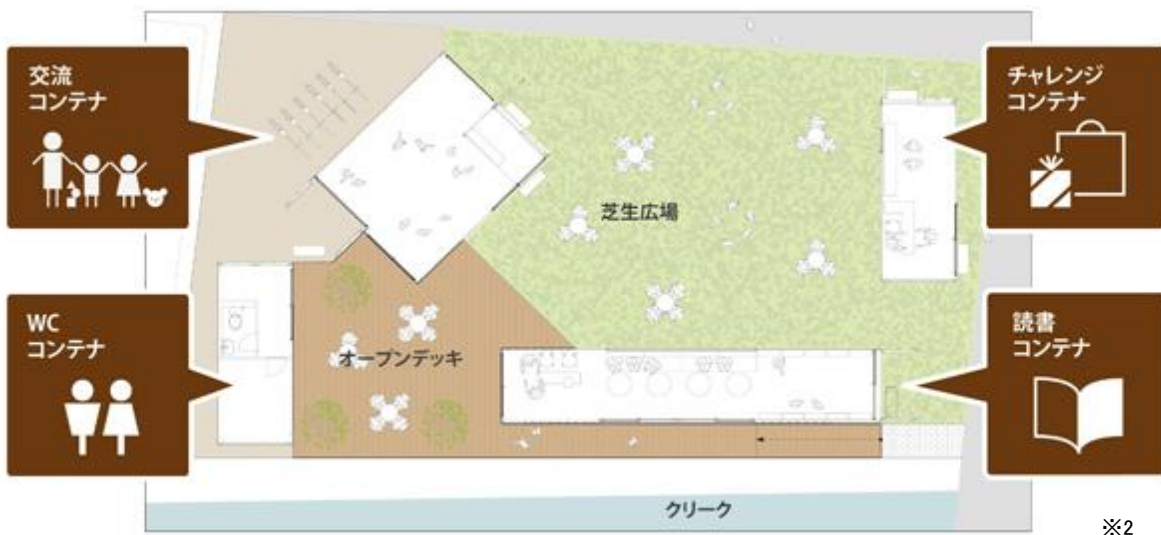 交流
コンテナ
チャレンジ
コンテナ
芝生広場
WC
コンテナ
オープンデッキ
読書
コンテナ
クリーク
※2